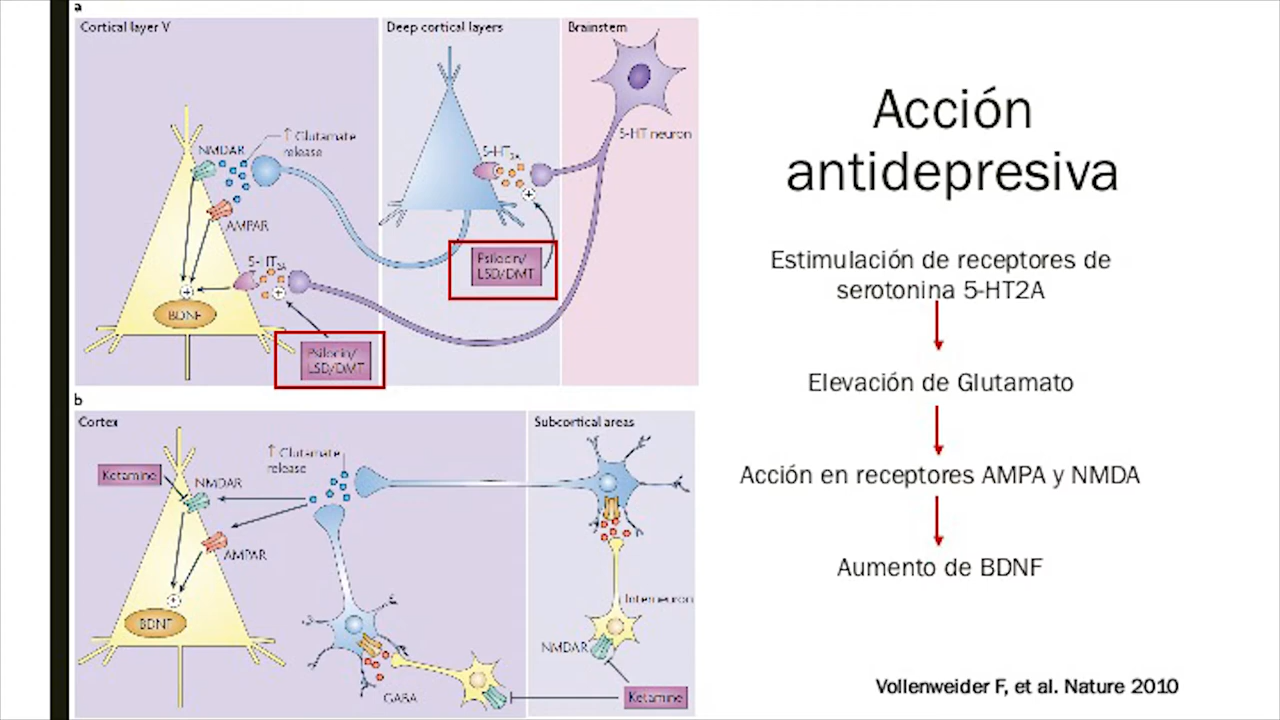 a
Cortical layer V
Deep cortical layers
Brainstem
↑ Glutamate
release
NMDAR
AMPAR
5-HT2A
BDNF
Psilocin/
LSD/DMT
5-HT2A
Psilocin/
LSD/DMT
5-HT neuron
b
Cortex
Subcortical areas
↑ Glutamate
release
Ketamine
NMDAR
AMPAR
BDNF
GABA
Interneuron
NMDAR
Ketamine
Acción
antidepresiva
Estimulación de receptores de
serotonina 5-HT2A
Elevación de Glutamato
Acción en receptores AMPA y NMDA
Aumento de BDNF
Vollenweider F, et al. Nature 2010